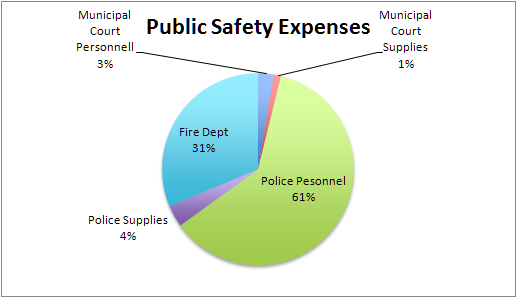 Public Safety Expenses
Municipal
Court
Personnell
3%
Municipal
Court
Supplies
1%
Police Pesonnel
61%
Police Supplies
4%
Fire Dept
31%